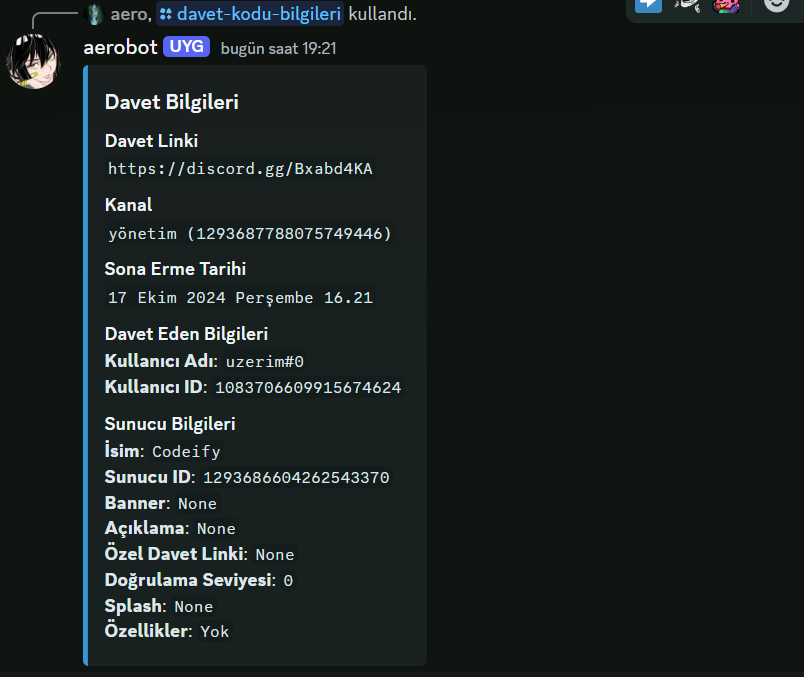 aero, davet-kodu-bilgileri kullandı.
aerobot UYG bugün saat 19:21
Davet Bilgileri
Davet Linki
https://discord.gg/Bxabd4KA
Kanal
yönetim (1293687788075749446)
Sona Erme Tarihi
17 Ekim 2024 Perşembe 16.21
Davet Eden Bilgileri
Kullanıcı Adı: uzerim#0
Kullanıcı ID: 1083706609915674624
Sunucu Bilgileri
İsim: Codeify
Sunucu ID: 1293686604262543370
Banner: None
Açıklama: None
Özel Davet Linki: None
Doğrulama Seviyesi: 0
Splash: None
Özellikler: Yok